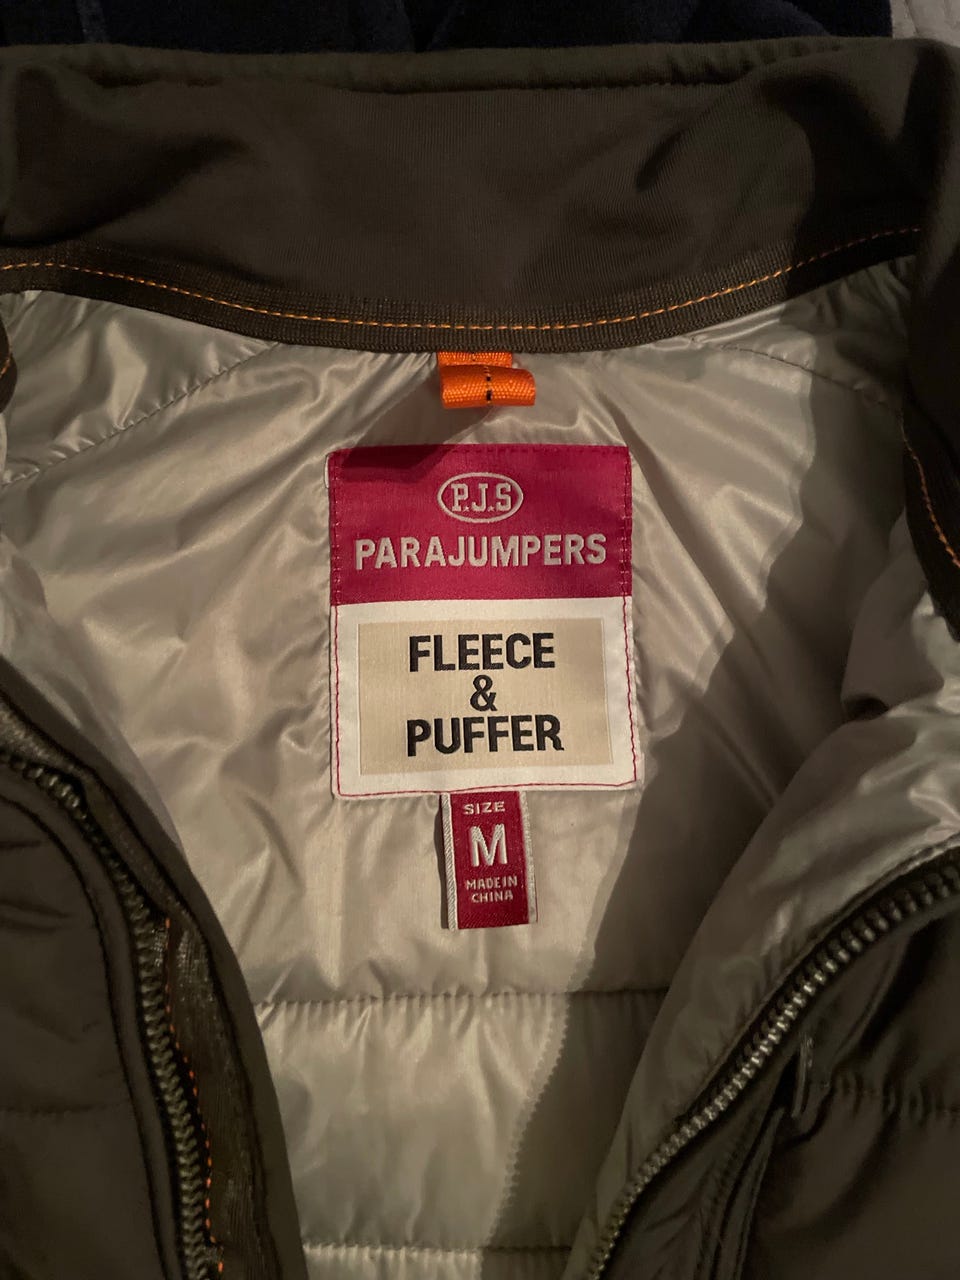 P.J.S
PARAJUMPERS
FLEECE
&
PUFFER
SIZE
M
MADE IN
CHINA